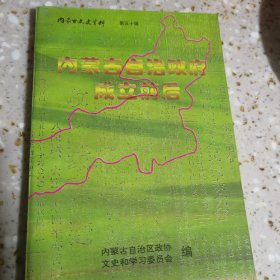 内蒙古文史资料 第五十辑
内蒙古自治政府
成立前后
内蒙古自治区政协
文史和学习委员会 编